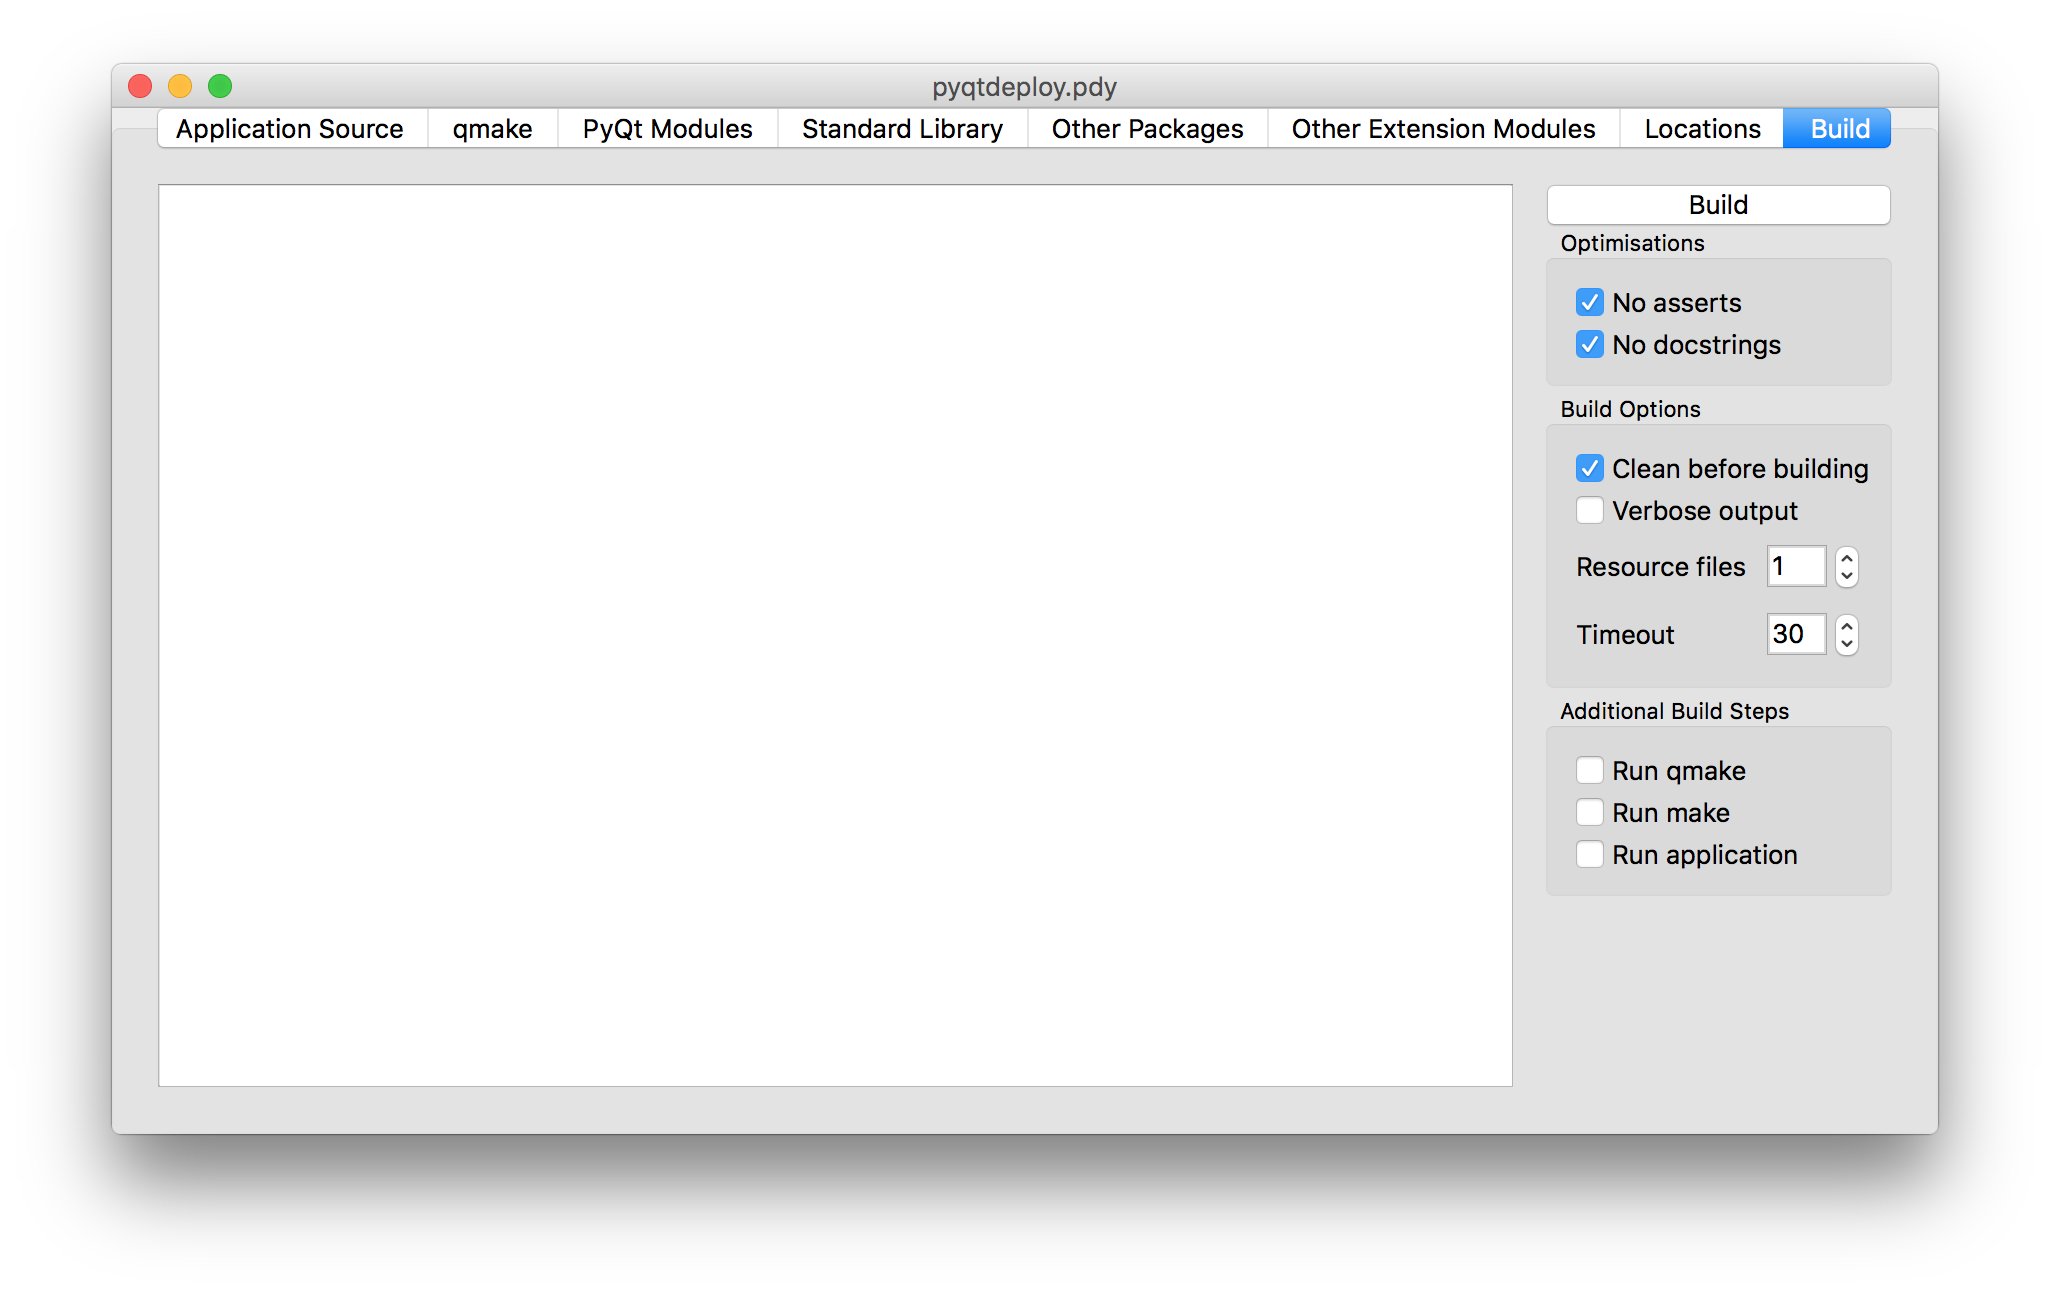 pyqtdeploy.pdy
Application Source qmake PyQt Modules Standard Library Other Packages Other Extension Modules Locations Build
Build
Optimisations
No asserts
No docstrings
Build Options
Clean before building
Verbose output
Resource files 1
Timeout 30
Additional Build Steps
Run qmake
Run make
Run application